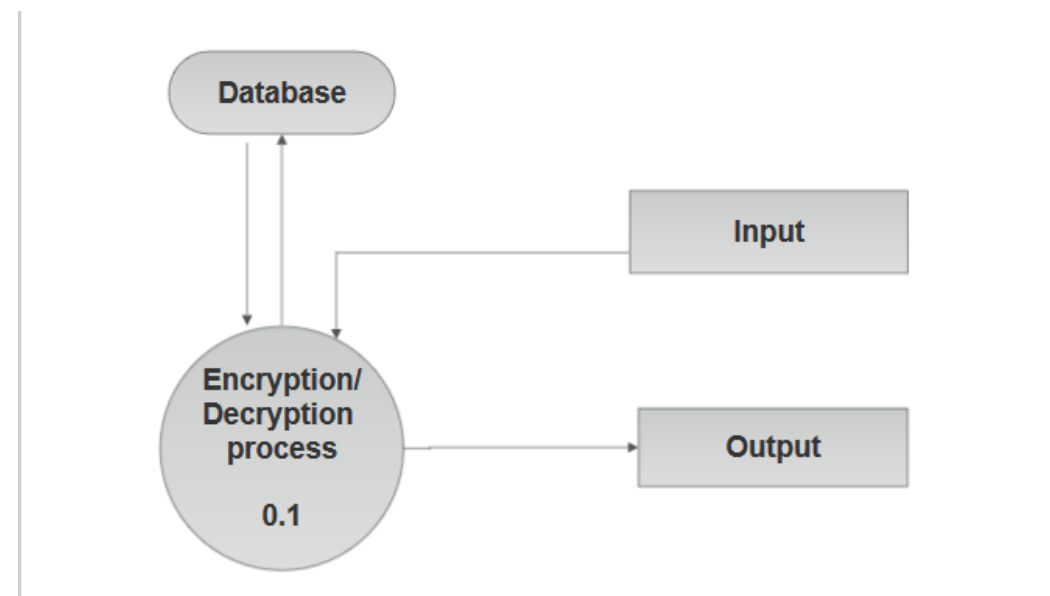 Database
Input
Encryption/
Decryption
process
0.1
Output